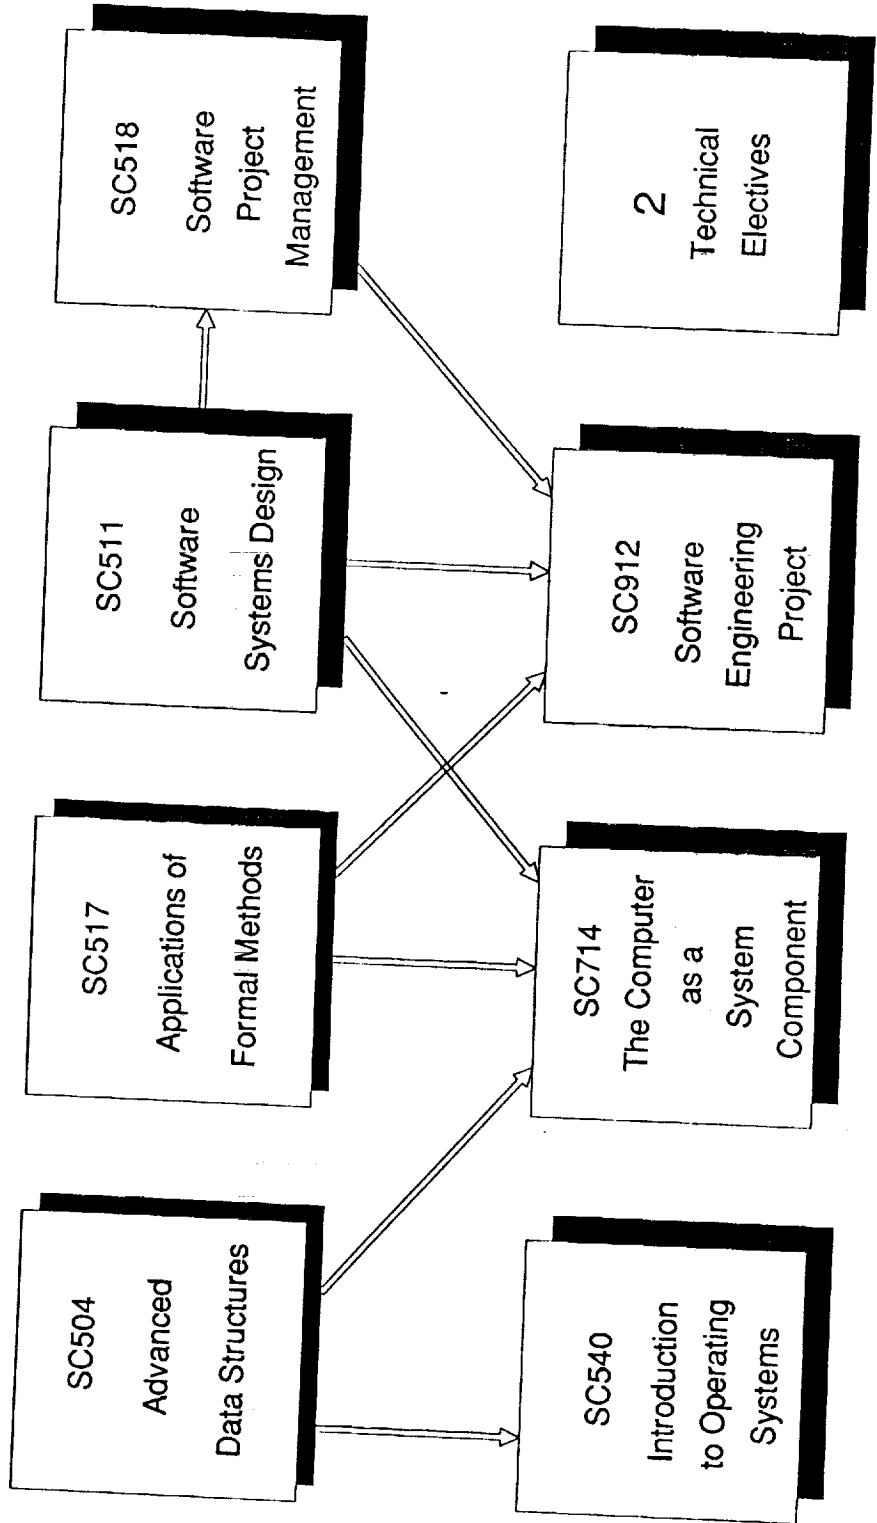 SC504
Advanced
Data Structures
SC517
Applications of
Formal Methods
SC511
Software
Systems Design
SC518
Software
Project
Management
SC540
Introduction
to Operating
Systems
SC714
The Computer
as a
System
Component
SC912
Software
Engineering
Project
2
Technical
Electives